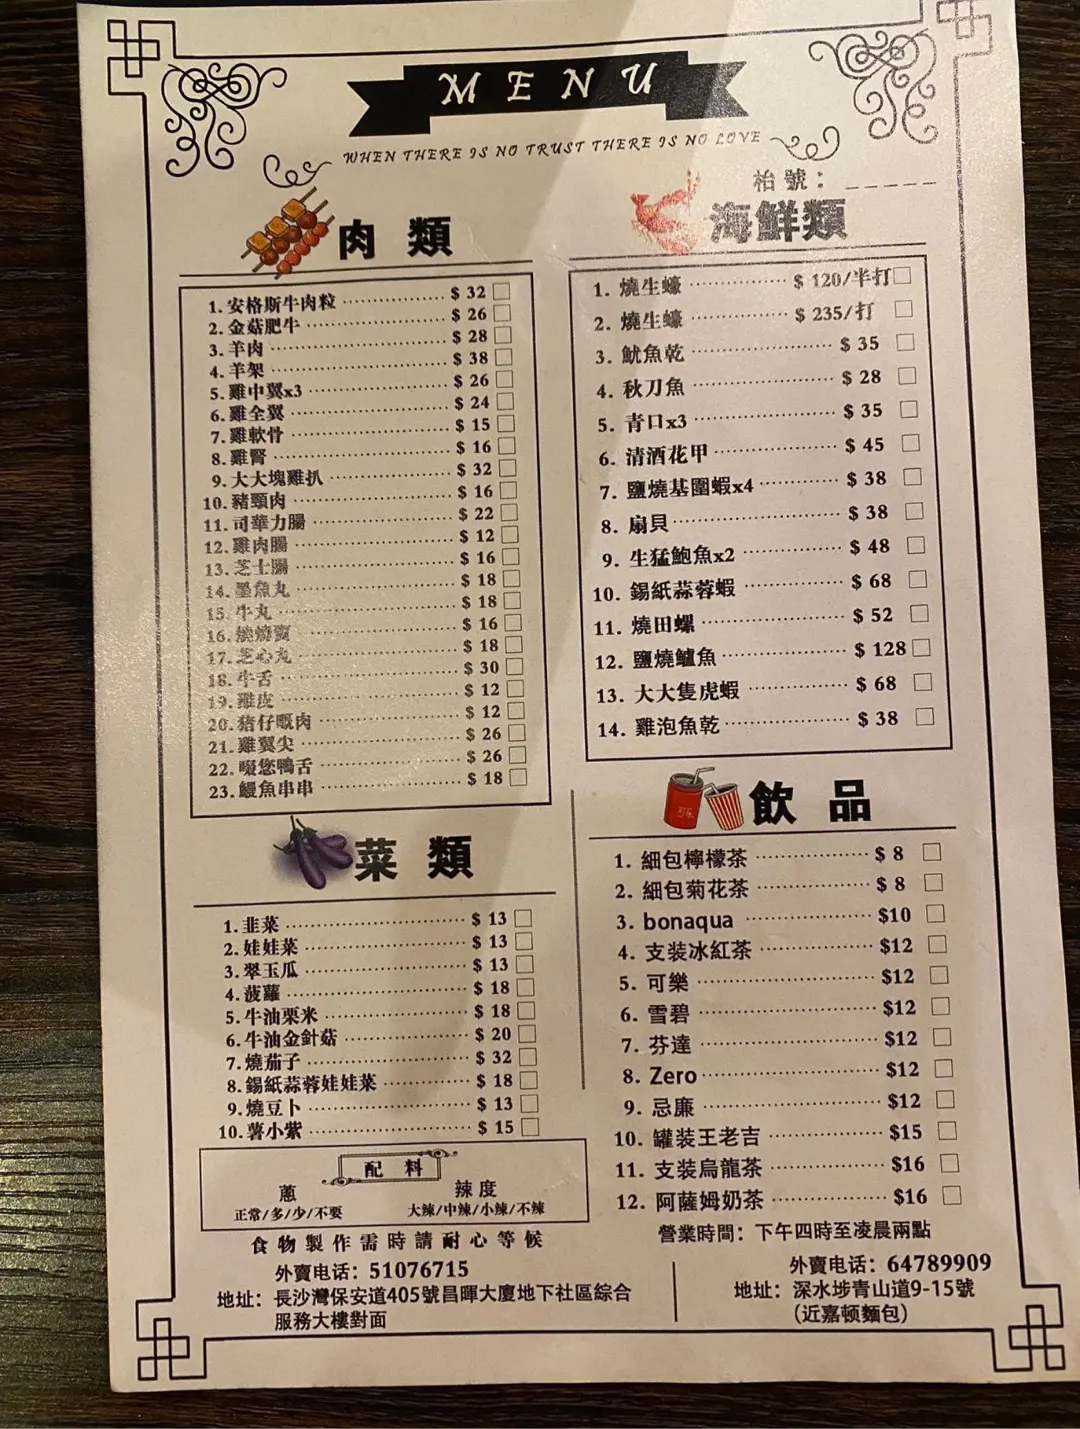 MENU
WHEN THERE IS NO TRUST THERE IS NO LOVE
枱號：_____
肉類
1.安格斯牛肉粒 $ 32
2.金菇肥牛 $ 26
3.羊肉 $ 28
4.羊架 $ 38
5.雞中翼x3 $ 26
6.雞全翼 $ 24
7.雞軟骨 $ 15
8.雞腎 $ 16
9.大大塊雞扒 $ 32
10.豬頸肉 $ 16
11.司華力腸 $ 22
12.雞肉腸 $ 12
13.芝士腸 $ 16
14.墨魚丸 $ 18
15.牛丸 $ 18
16.燒燒賣 $ 16
17.芝心丸 $ 18
18.牛舌 $ 30
19.雞皮 $ 12
20.猪仔嘅肉 $ 12
21.雞翼尖 $ 26
22.啜您鴨舌 $ 26
23.鰻魚串串 $ 18
海鮮類
1. 燒生蠔 $ 120/半打
2. 燒生蠔 $ 235/打
3. 魷魚乾 $ 35
4. 秋刀魚 $ 28
5. 青口x3 $ 35
6. 清酒花甲 $ 45
7. 鹽燒基圍蝦x4 $ 38
8. 扇貝 $ 38
9. 生猛鮑魚x2 $ 48
10. 錫紙蒜蓉蝦 $ 68
11. 燒田螺 $ 52
12. 鹽燒鱸魚 $ 128
13. 大大隻虎蝦 $ 68
14. 雞泡魚乾 $ 38
菜類
1.韭菜 $ 13
2.娃娃菜 $ 13
3.翠玉瓜 $ 13
4.菠蘿 $ 18
5.牛油粟米 $ 18
6.牛油金針菇 $ 20
7.燒茄子 $ 32
8.錫紙蒜蓉娃娃菜 $ 18
9.燒豆卜 $ 13
10.薯小紫 $ 15
配料
蔥
正常/多/少/不要
辣度
大辣/中辣/小辣/不辣
食物製作需時請耐心等候
外賣电话：51076715
地址：長沙灣保安道405號昌暉大廈地下社區綜合
服務大樓對面
可乐
飲品
1. 細包檸檬茶 $ 8
2. 細包菊花茶 $ 8
3. bonaqua $10
4. 支装冰紅茶 $12
5. 可樂 $12
6. 雪碧 $12
7. 芬達 $12
8. Zero $12
9. 忌廉 $12
10. 罐装王老吉 $15
11. 支装烏龍茶 $16
12. 阿薩姆奶茶 $16
營業時間：下午四時至凌晨兩點
外賣电话：64789909
地址：深水埗青山道9-15號
（近嘉顿麵包）